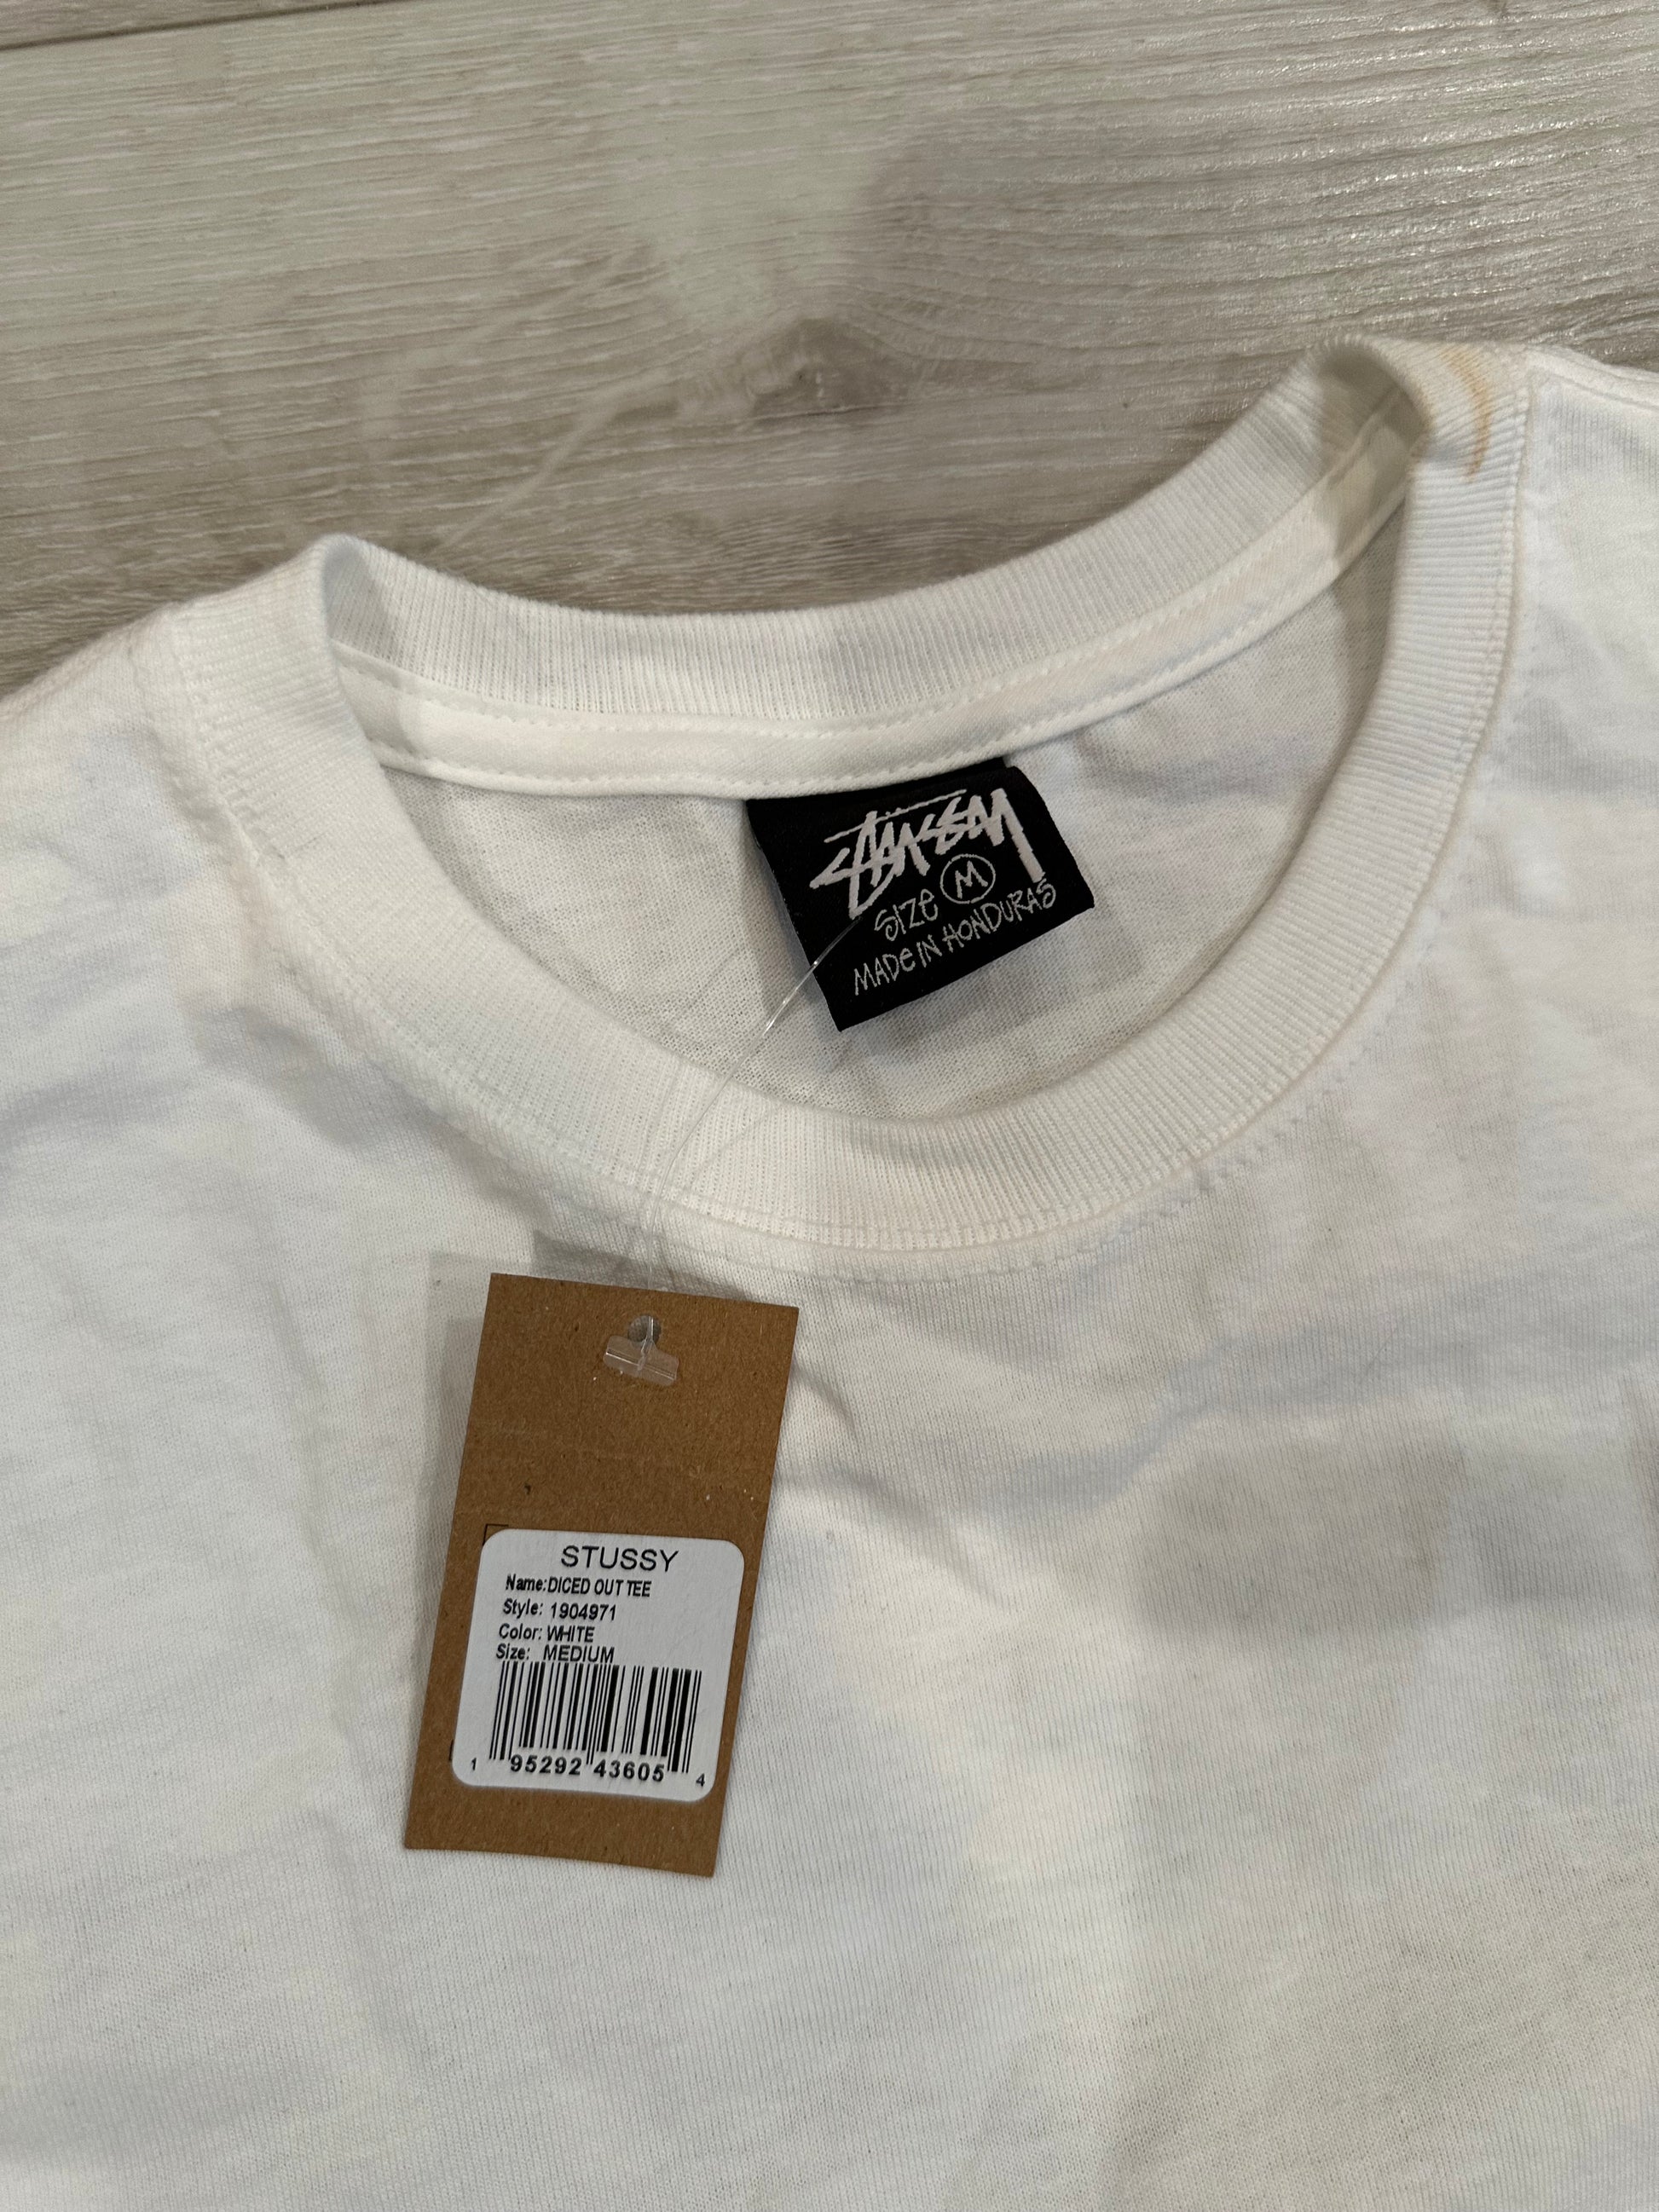 STÜSSY
SIZE M
MADE IN HONDURAS
STUSSY
Name:DICED OUT TEE
Style: 1904971
Color: WHITE
Size: MEDIUM
1 95292 43605 4